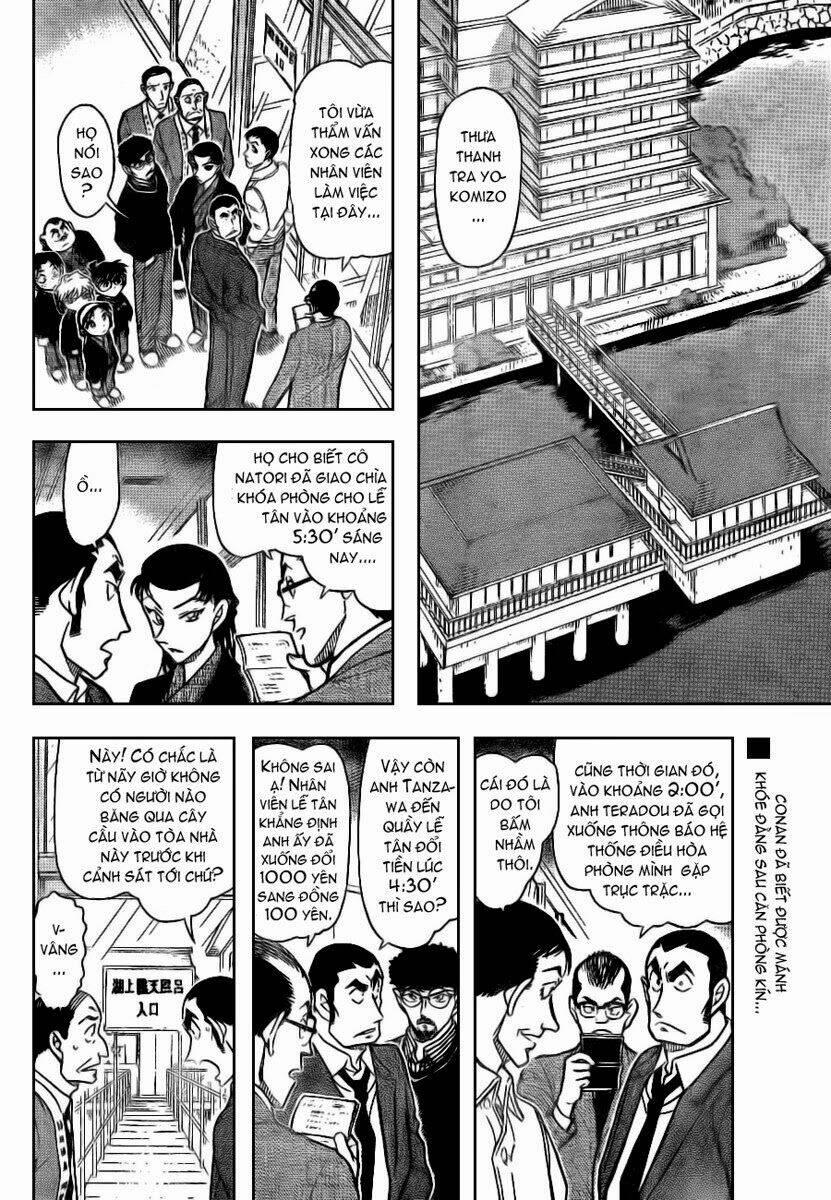 THƯA
THANH
TRA YO-
KOMIZO
...
TÔI VỪA
THẨM VẤN
XONG CÁC
NHÂN VIÊN
LÀM VIỆC
TẠI ĐÂY...
HỌ
NÓI
SAO
?
HỌ CHO BIẾT CÔ
NATORI ĐÃ GIAO CHÌA
KHÓA PHÒNG CHO LỄ
TÂN VÀO KHOẢNG
5:30' SÁNG
NAY....
Ồ...
CONAN ĐÃ BIẾT ĐƯỢC MÁNH
KHÓE ĐẰNG SAU CĂN PHÒNG KÍN...
CŨNG THỜI GIAN ĐÓ,
VÀO KHOẢNG 2:00',
ANH TERADOU ĐÃ GỌI
XUỐNG THÔNG BÁO HỆ
THỐNG ĐIỀU HÒA
PHÒNG MÌNH GẶP
TRỤC TRẶC...
CÁI ĐÓ LÀ
DO TÔI
BẤM
NHẦM
THÔI.
VẬY CÒN
ANH TANZA-
WA ĐẾN
QUẦY LỄ
TÂN ĐỔI
TIỀN LÚC
4:30'
THÌ SAO?
KHÔNG SAI
Ạ! NHÂN
VIÊN LỄ TÂN
KHẲNG ĐỊNH
ANH ẤY ĐÃ
XUỐNG ĐỔI
1000 YÊN
SANG ĐỒNG
100 YÊN.
NÀY! CÓ CHẮC LÀ
TỪ NÃY GIỜ KHÔNG
CÓ NGƯỜI NÀO
BĂNG QUA CÂY
CẦU VÀO TÒA NHÀ
NÀY TRƯỚC KHI
CẢNH SÁT TỚI CHỨ?
V-
VÂNG
...
湖上露天風呂
入口